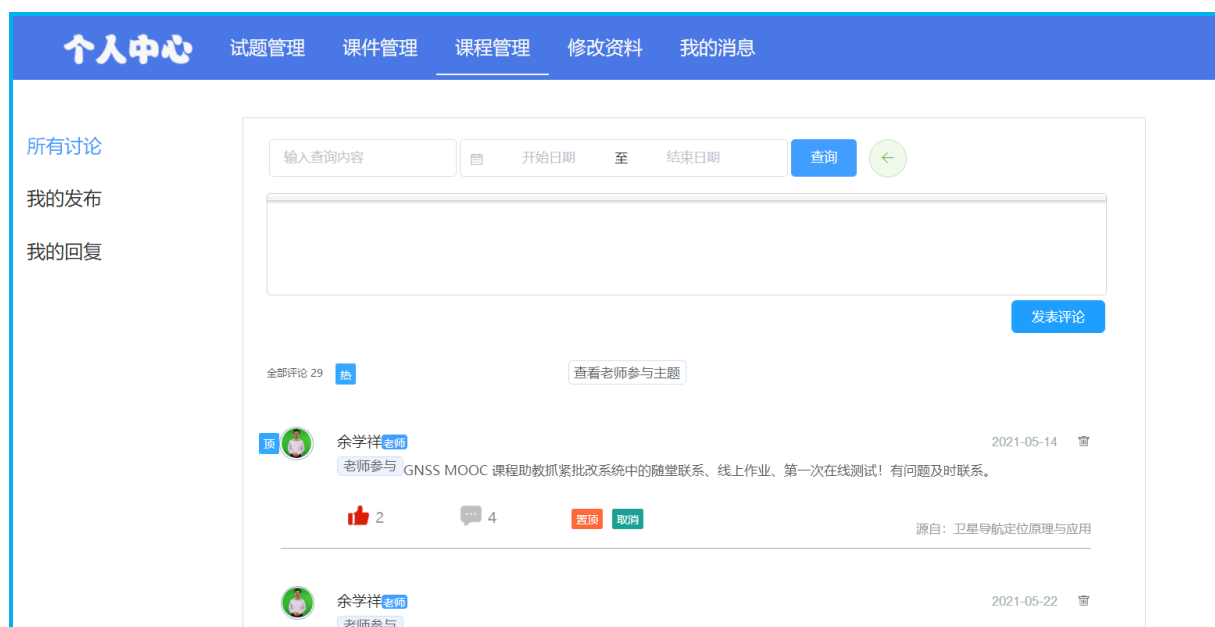 个人中心 试题管理 课件管理 课程管理 修改资料 我的消息
所有讨论
我的发布
我的回复
输入查询内容 开始日期 至 结束日期 查询
发表评论
全部评论 29 热 查看老师参与主题
顶 余学祥老师 2021-05-14
老师参与 GNSS MOOC 课程助教抓紧批改系统中的随堂联系、线上作业、第一次在线测试！有问题及时联系。
2 4 置顶 取消
源自：卫星导航定位原理与应用
余学祥老师 2021-05-22
老师参与